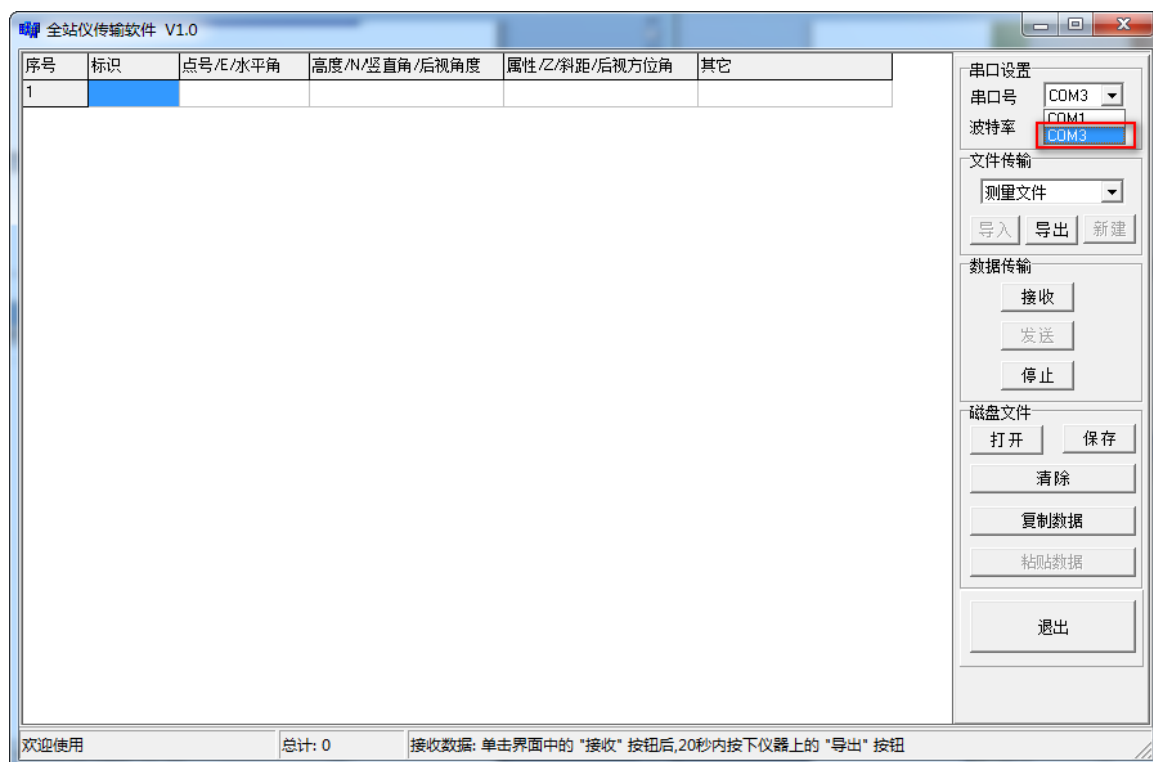 全站仪传输软件 V1.0
序号 标识 点号/E/水平角 高度/N/竖直角/后视角度 属性/Z/斜距/后视方位角 其它
1
串口设置
串口号 COM3
COM1
波特率 COM3
文件传输
测量文件
导入 导出 新建
数据传输
接收
发送
停止
磁盘文件
打开 保存
清除
复制数据
粘贴数据
退出
欢迎使用 总计: 0 接收数据: 单击界面中的 "接收" 按钮后,20秒内按下仪器上的 "导出" 按钮